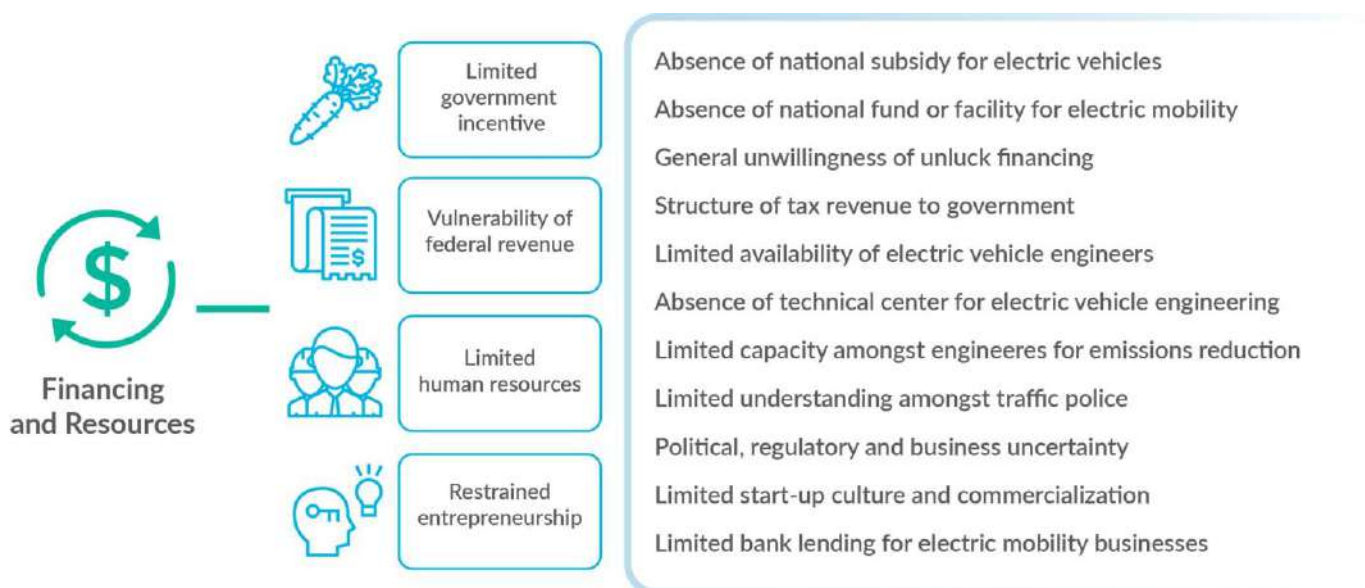 Financing
and Resources
Limited
government
incentive
Vulnerability of
federal revenue
Limited
human resources
Restrained
entrepreneurship
Absence of national subsidy for electric vehicles
Absence of national fund or facility for electric mobility
General unwillingness of unluck financing
Structure of tax revenue to government
Limited availability of electric vehicle engineers
Absence of technical center for electric vehicle engineering
Limited capacity amongst engineeres for emissions reduction
Limited understanding amongst traffic police
Political, regulatory and business uncertainty
Limited start-up culture and commercialization
Limited bank lending for electric mobility businesses